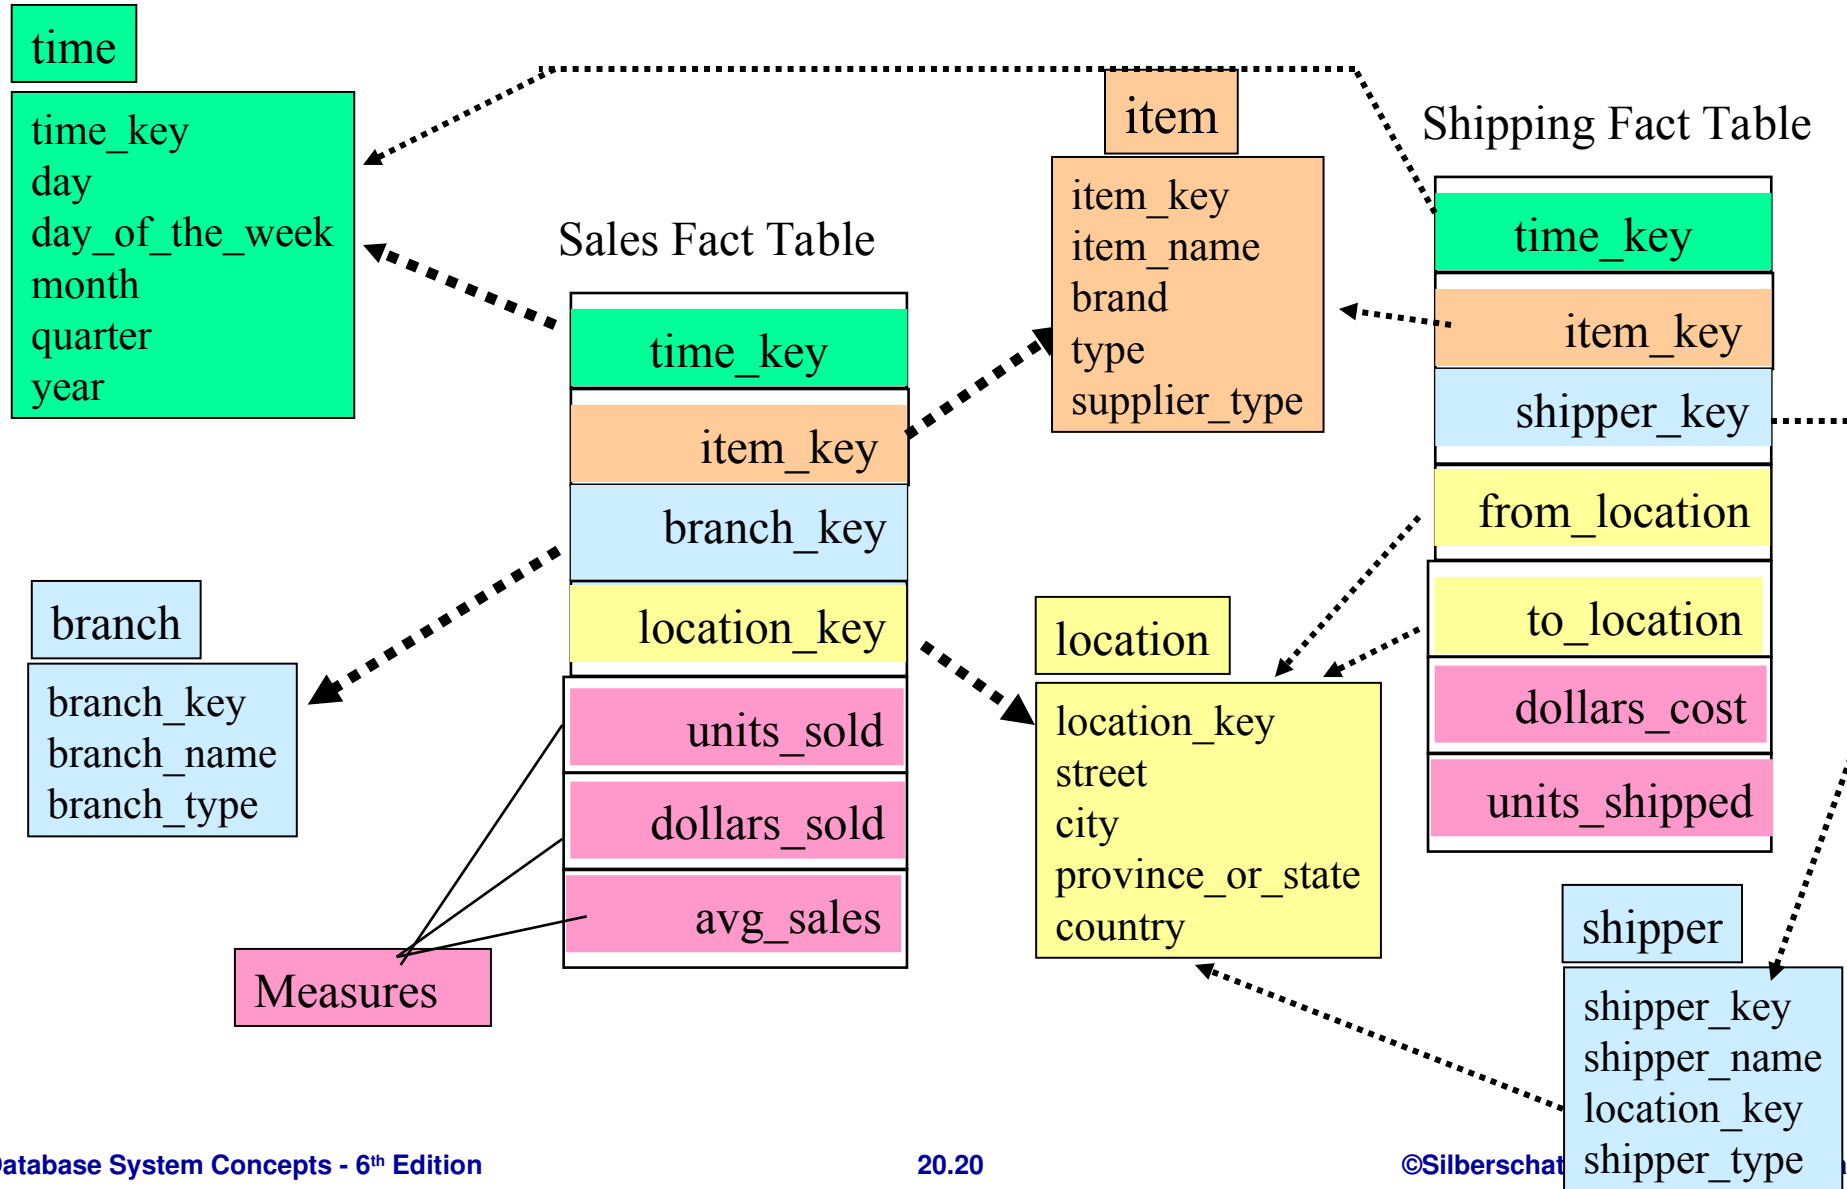 time
time_key
day
day_of_the_week
month
quarter
year
Sales Fact Table
time_key
item_key
branch_key
location_key
units_sold
dollars_sold
avg_sales
Measures
branch
branch_key
branch_name
branch_type
item
item_key
item_name
brand
type
supplier_type
location
location_key
street
city
province_or_state
country
Shipping Fact Table
time_key
item_key
shipper_key
from_location
to_location
dollars_cost
units_shipped
shipper
shipper_key
shipper_name
location_key
shipper_type
atabase System Concepts - 6th Edition
20.20
©Silberschat